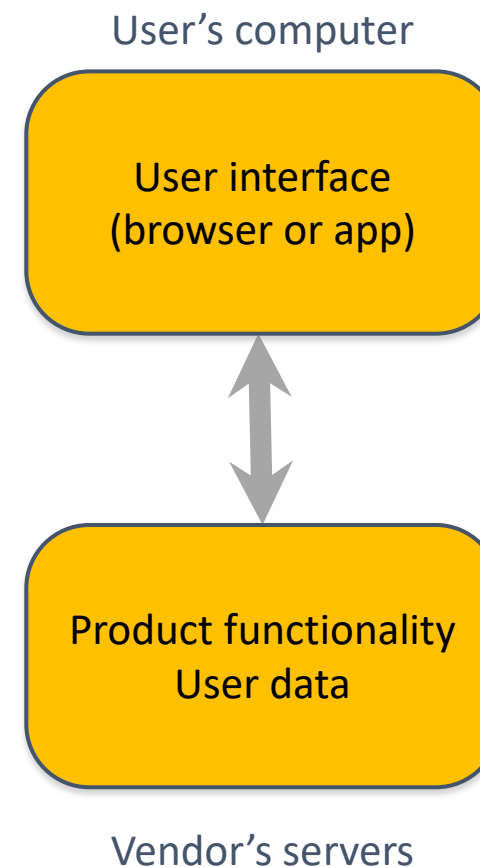 User’s computer
User interface
(browser or app)
Product functionality
User data
Vendor’s servers